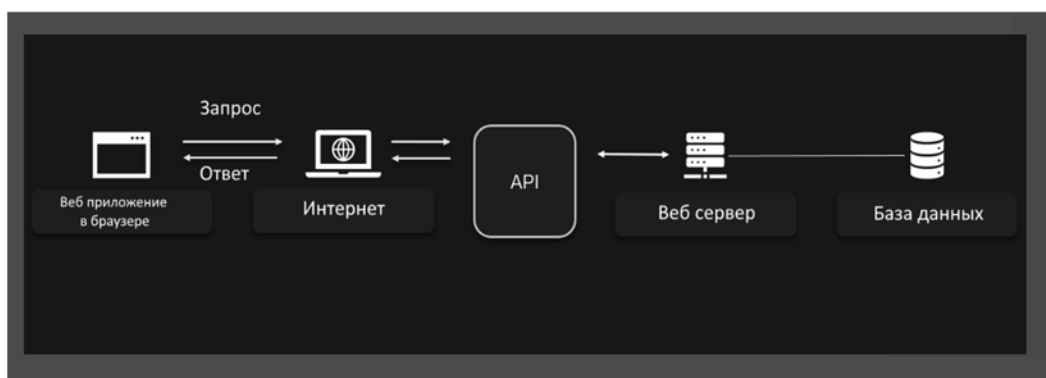 Запрос
Ответ
Веб приложение
в браузере
Интернет
API
Веб сервер
База данных